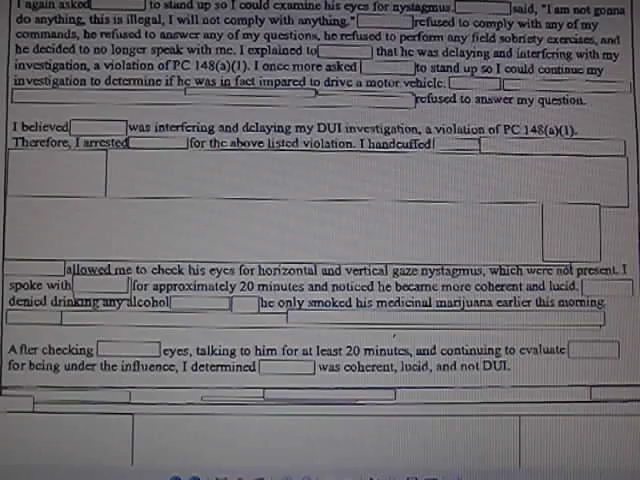 I again asked to stand up so I could examine his eyes for nystagmus. said, "I am not gonna
do anything, this is illegal, I will not comply with anything." refused to comply with any of my
commands, he refused to answer any of my questions, he refused to perform any field sobristy exercises, and
he decided to no longer speak with me. I explained to that he was delaying and interfering with my
investigation, a violation of PC 148(a)(1). I once more asked to stand up so I could continue my
investigation to determine if he was in fact impared to drive a motor vehicle.
refused to answer my question.
I believed was interfering and delaying my DUI investigation, a violation of PC 148(a)(1).
Therefore, I arrested for the above listed violation. I handcuffed
allowed me to check his eyes for horizontal and vertical gaze nystagmus, which were not present. I
spoke with for approximately 20 minutes and noticed he became more coherent and lucid.
denied drinking any alcohol he only smoked his medicinal marijuana earlier this morning.
After checking eyes, talking to him for at least 20 minutes, and continuing to evaluate
for being under the influence, I determined was coherent, lucid, and not DUI.